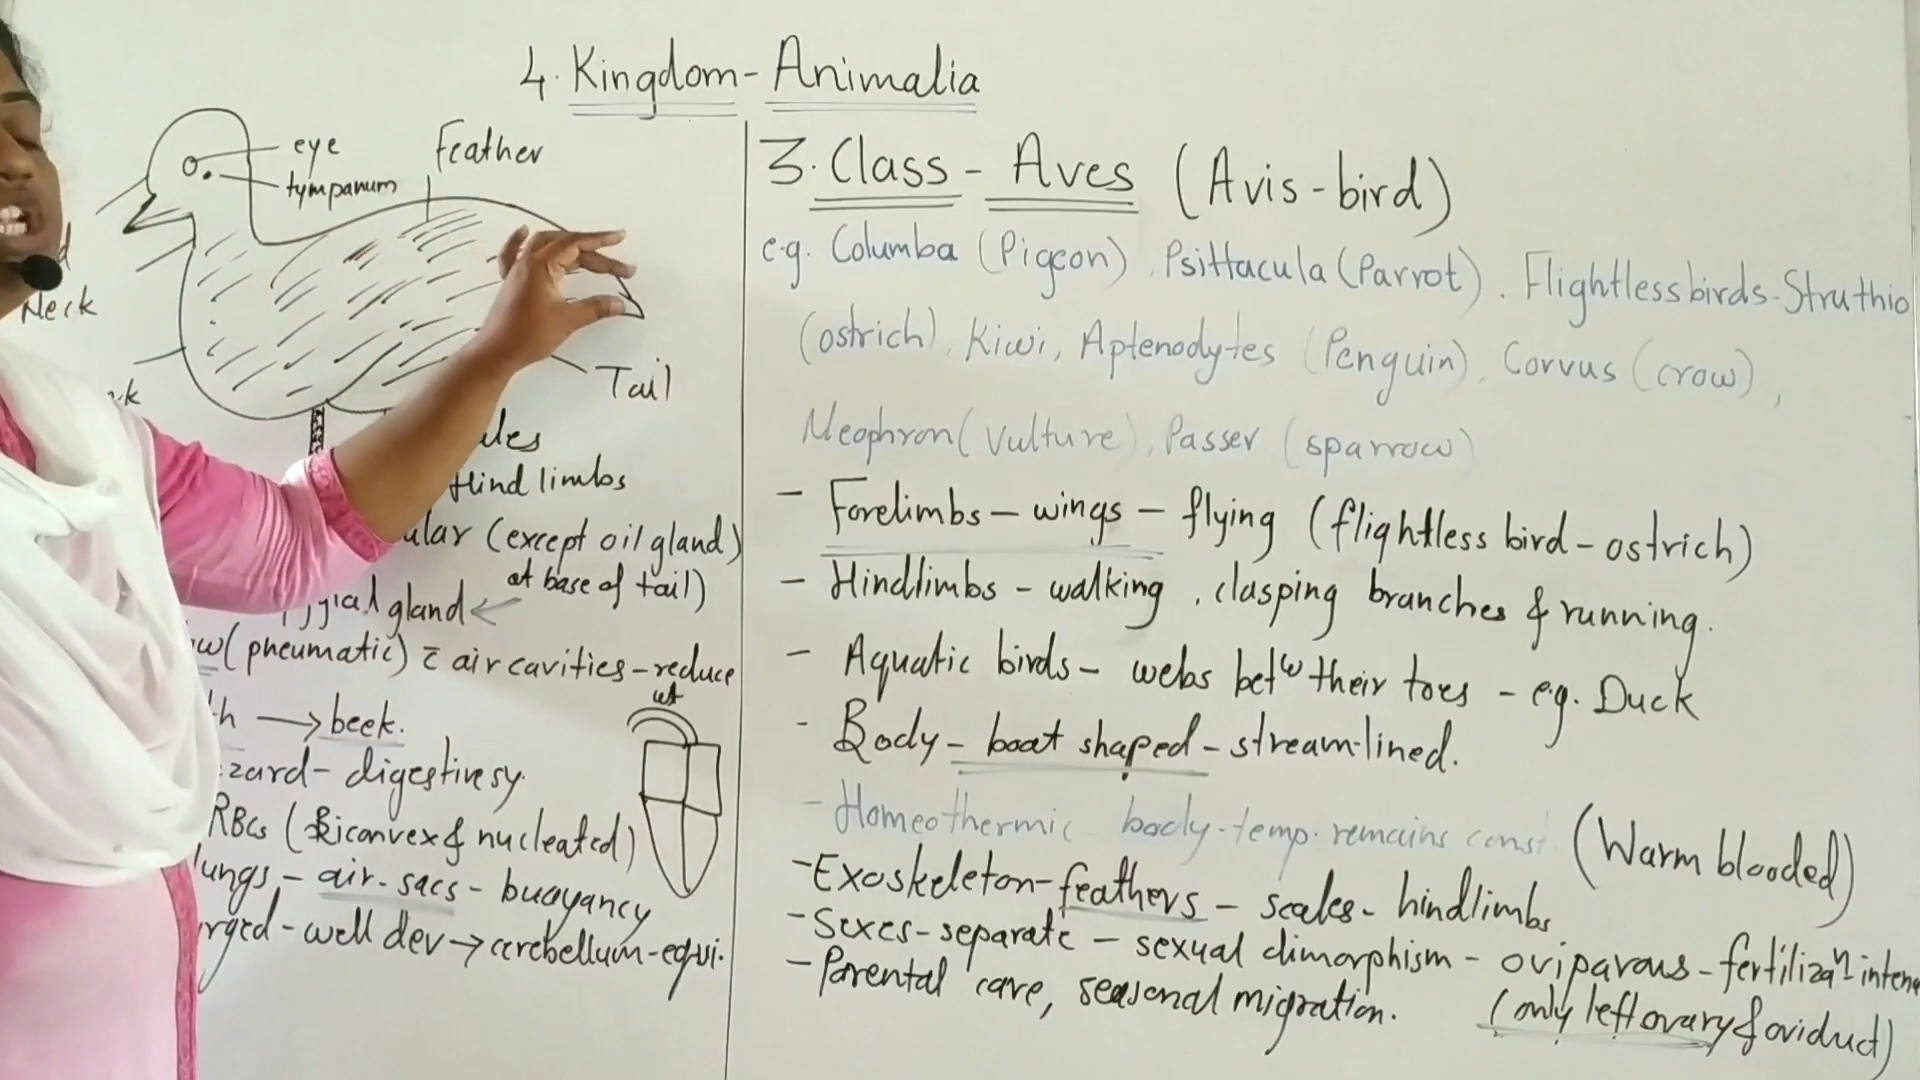 4. Kingdom - Animalia
eye
tympanum
Feather
Neck
Tail
Hind limbs
(except oil gland)
at base of tail)
gland
(pneumatic) c̄ air cavities - reduce
wt
→ beek.
digestive sy.
RBCs (Biconvex & nucleated)
lungs - air-sacs - buoyancy
well dev → cerebellum - equi.
3. Class - Aves (Avis - bird)
e.g. Columba (Pigeon), Psittacula (Parrot). Flightless birds - Struthio
(ostrich), Kiwi, Aptenodytes (Penguin), Corvus (crow),
Neophron (vulture), Passer (sparrow)
- Forelimbs - wings - flying (flightless bird - ostrich)
- Hindlimbs - walking, clasping branches & running.
- Aquatic birds - webs betw their toes - e.g. Duck
- Body - boat shaped - stream-lined.
- Homeothermic body-temp. remains const (Warm blooded)
- Exoskeleton - feathers - scales - hindlimbs
- Sexes - separate - sexual dimorphism - oviparous - fertilizan intern
- Parental care, seasonal migration. (only left ovary & oviduct)